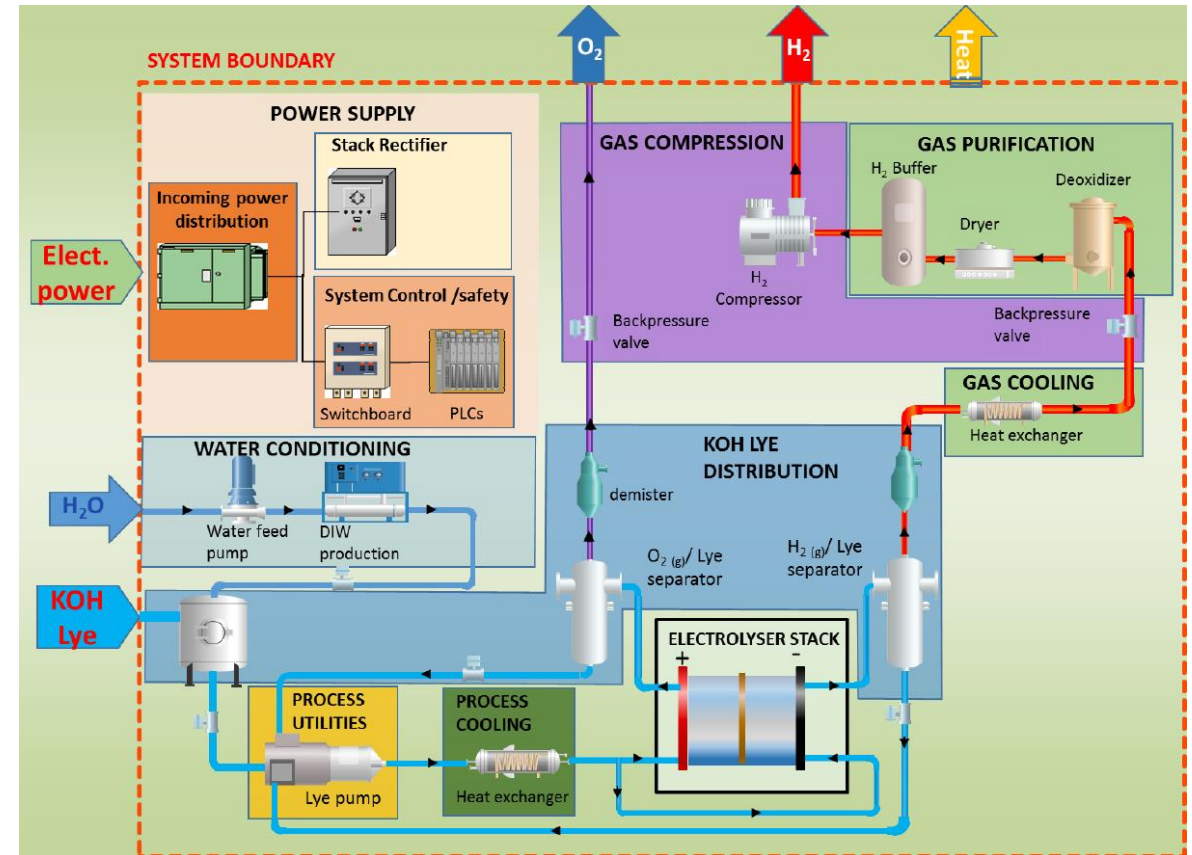 O₂
H₂
Heat
SYSTEM BOUNDARY
POWER SUPPLY
Stack Rectifier
Incoming power
distribution
Elect.
power
System Control /safety
Switchboard
PLCs
GAS COMPRESSION
H₂
Compressor
Backpressure
valve
GAS PURIFICATION
H₂ Buffer
Deoxidizer
Dryer
Backpressure
valve
GAS COOLING
Heat exchanger
WATER CONDITIONING
H₂O
Water feed
pump
DIW
production
KOH LYE
DISTRIBUTION
demister
O₂ (g)/ Lye
separator
H₂ (g)/ Lye
separator
KOH
Lye
ELECTROLYSER STACK
+
-
PROCESS
UTILITIES
Lye pump
PROCESS
COOLING
Heat exchanger